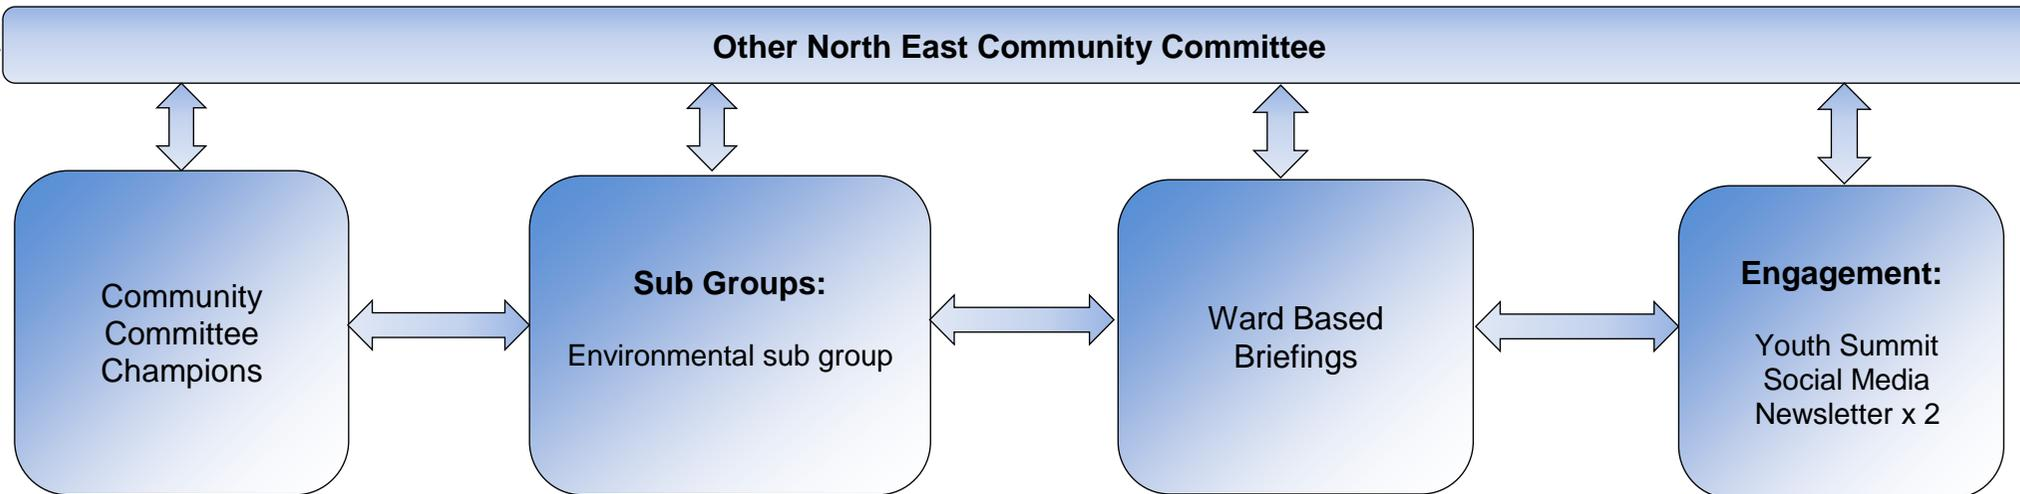 Other North East Community Committee
Community
Committee
Champions
Sub Groups:
Environmental sub group
Ward Based
Briefings
Engagement:
Youth Summit
Social Media
Newsletter x 2